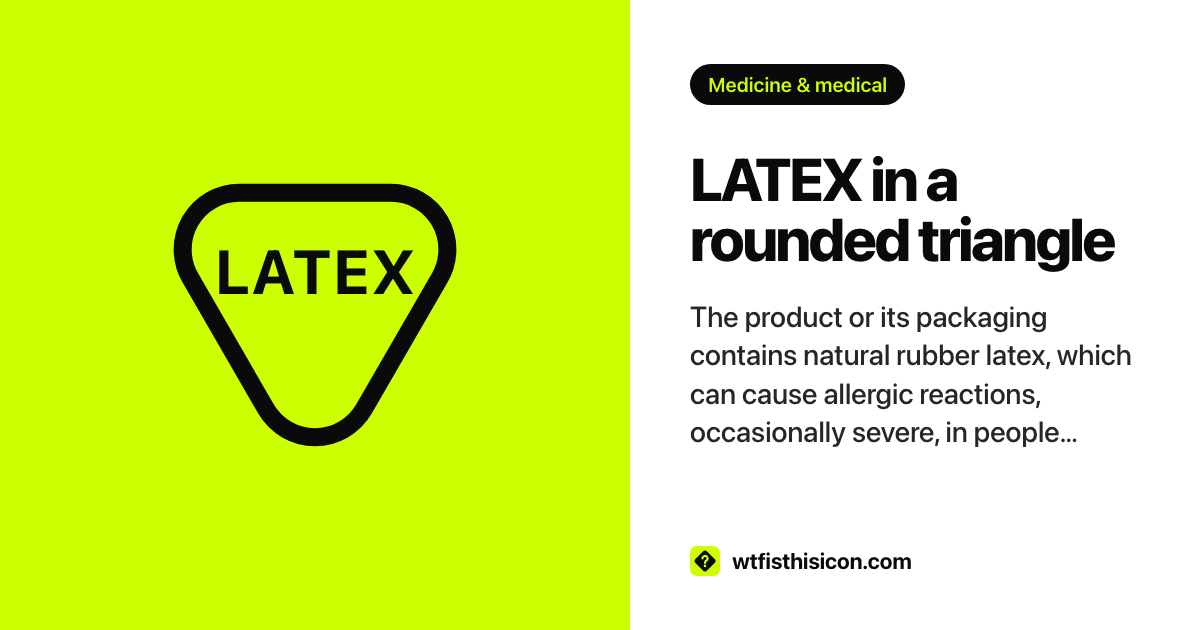 LATEX
Medicine & medical
LATEX in a
rounded triangle
The product or its packaging
contains natural rubber latex, which
can cause allergic reactions,
occasionally severe, in people…
?
wtfisthisicon.com